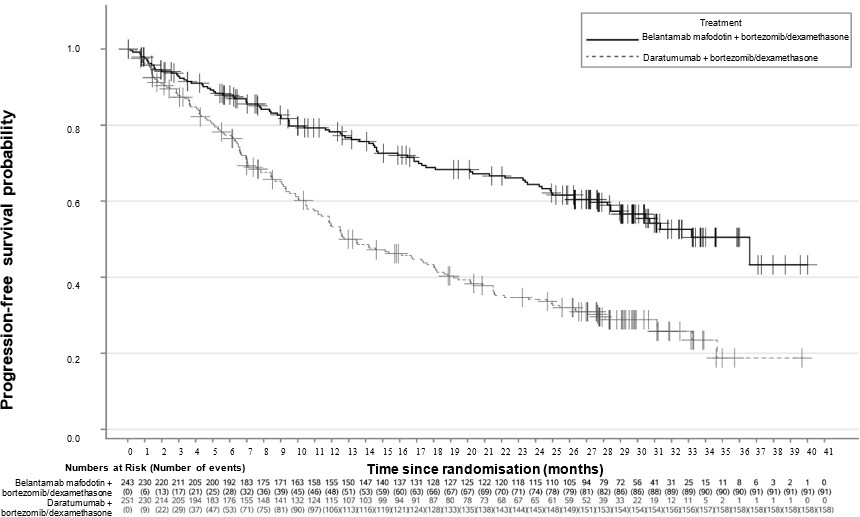 Treatment
Belantamab mafodotin + bortezomib/dexamethasone
Daratumumab + bortezomib/dexamethasone
Progression-free survival probability
1.0
0.8
0.6
0.4
0.2
0.0
0 1 2 3 4 5 6 7 8 9 10 11 12 13 14 15 16 17 18 19 20 21 22 23 24 25 26 27 28 29 30 31 32 33 34 35 36 37 38 39 40 41
Numbers at Risk (Number of events)
Time since randomisation (months)
Belantamab mafodotin + 243 230 220 211 205 200 192 183 175 171 163 158 155 150 147 140 137 131 128 127 125 122 120 118 115 110 105 94 79 72 56 41 31 25 15 11 8 6 3 2 1 0
bortezomib/dexamethasone (0) (6) (13) (17) (21) (25) (28) (32) (36) (39) (45) (46) (48) (51) (53) (59) (60) (63) (66) (67) (67) (69) (70) (71) (74) (78) (79) (81) (82) (86) (86) (88) (89) (89) (90) (90) (90) (91) (91) (91) (91) (91)
Daratumumab + 251 230 214 205 194 183 176 155 148 141 132 124 115 107 103 99 94 91 87 80 78 73 68 67 65 61 59 52 39 33 22 19 12 11 5 2 1 1 1 1 0
bortezomib/dexamethasone (0) (9) (22) (29) (37) (47) (53) (71) (75) (81) (90) (97) (106)(113)(116)(119)(121)(124)(128)(133)(135)(138)(143)(144)(145)(148)(149)(151)(153)(154)(154)(156)(156)(157)(158)(158)(158)(158)(158)(158)(158)